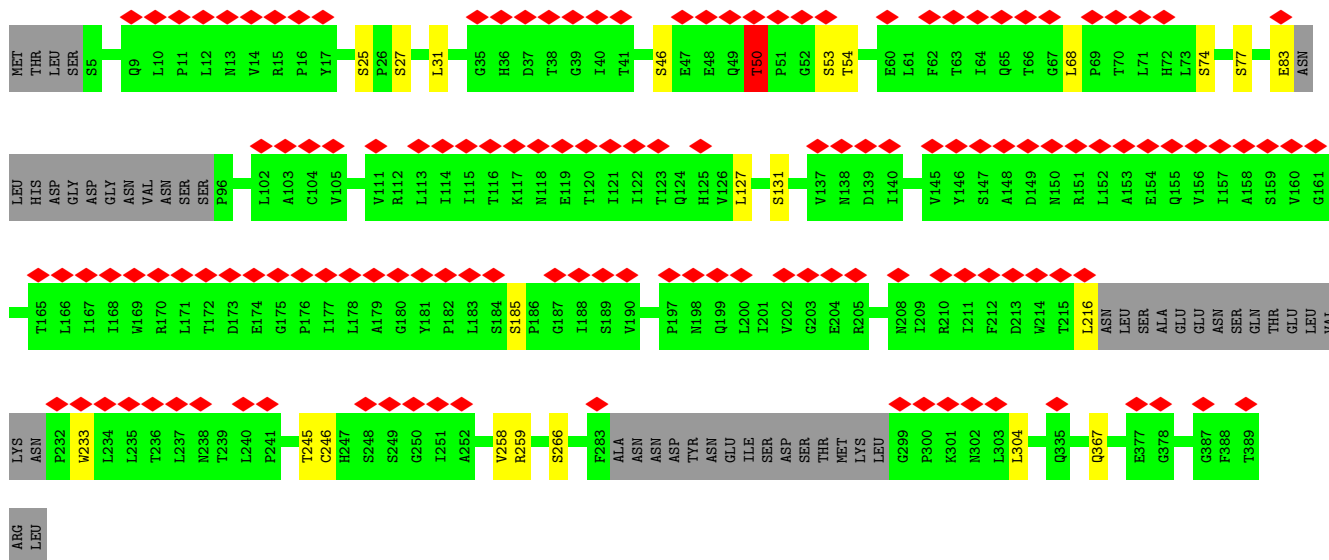 MET THR LEU SER S5 Q9 L10 P11 L12 N13 V14 R15 P16 Y17 S25 P26 S27 L31 G35 H36 D37 T38 G39 I40 T41 S46 E47 E48 Q49 T50 P51 G52 S53 T54 E60 L61 F62 T63 I64 Q65 T66 G67 L68 P69 T70 L71 H72 L73 S74 S77 E83 ASN
LEU HIS ASP GLY ASP GLY ASN VAL ASN SER SER P96 L102 A103 C104 V105 V111 R112 L113 I114 I115 T116 K117 N118 E119 T120 I121 I122 T123 Q124 H125 V126 L127 S131 V137 N138 D139 I140 V145 Y146 S147 A148 D149 N150 R151 L152 A153 E154 Q155 V156 I157 A158 S159 V160 G161
T165 L166 I167 I168 W169 R170 L171 T172 D173 E174 G175 P176 I177 L178 A179 G180 Y181 P182 L183 S184 S185 P186 G187 I188 S189 V190 P197 N198 Q199 L200 I201 V202 G203 E204 R205 N208 I209 R210 I211 F212 D213 W214 T215 L216 ASN LEU SER ALA GLU GLU ASN SER GLN THR GLU LEU VAL
LYS ASN P232 W233 L234 L235 T236 L237 N238 T239 L240 P241 T245 C246 H247 S248 S249 G250 I251 A252 V258 R259 S266 F283 ALA ASN ASN ASP TYR ASN GLU ILE SER ASP SER THR MET LYS LEU G299 P300 K301 N302 L303 L304 Q335 Q367 E377 G378 G387 F388 T389
ARG LEU